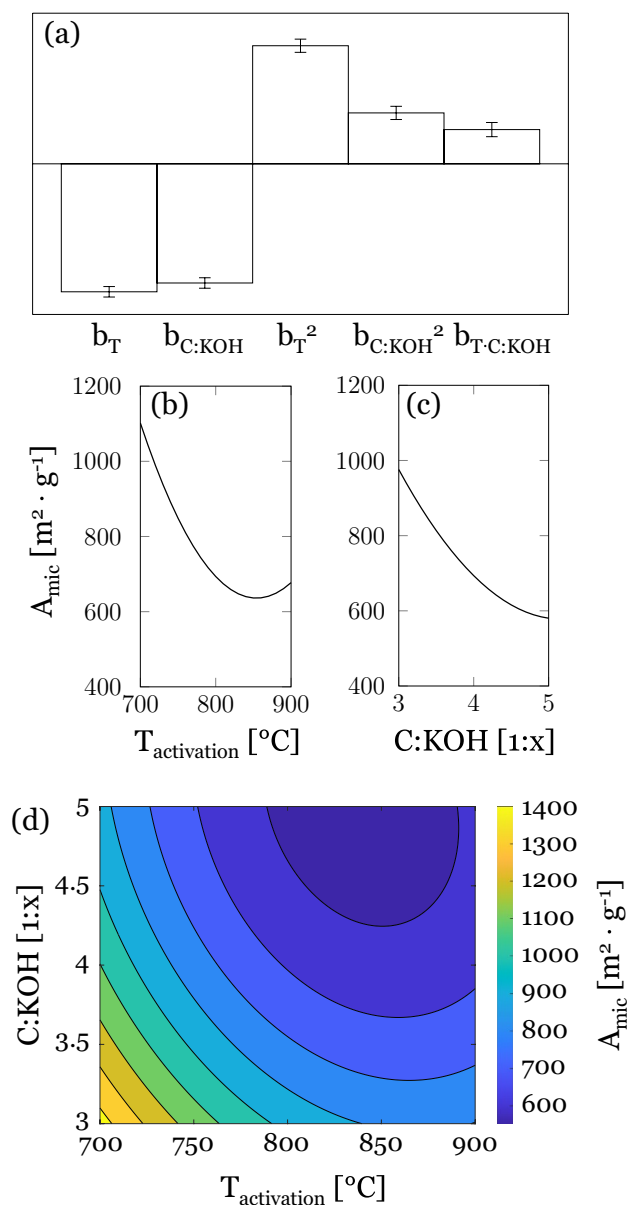 (a)
b_T b_C:KOH b_T² b_C:KOH² b_T·C:KOH
(b)
1200
1000
800
600
400
700 800 900
A_mic [m² · g⁻¹]
T_activation [°C]
(c)
1200
1000
800
600
400
3 4 5
C:KOH [1:x]
(d)
5
4.5
4
3.5
3
700 750 800 850 900
C:KOH [1:x]
T_activation [°C]
1400
1300
1200
1100
1000
900
800
700
600
A_mic [m² · g⁻¹]